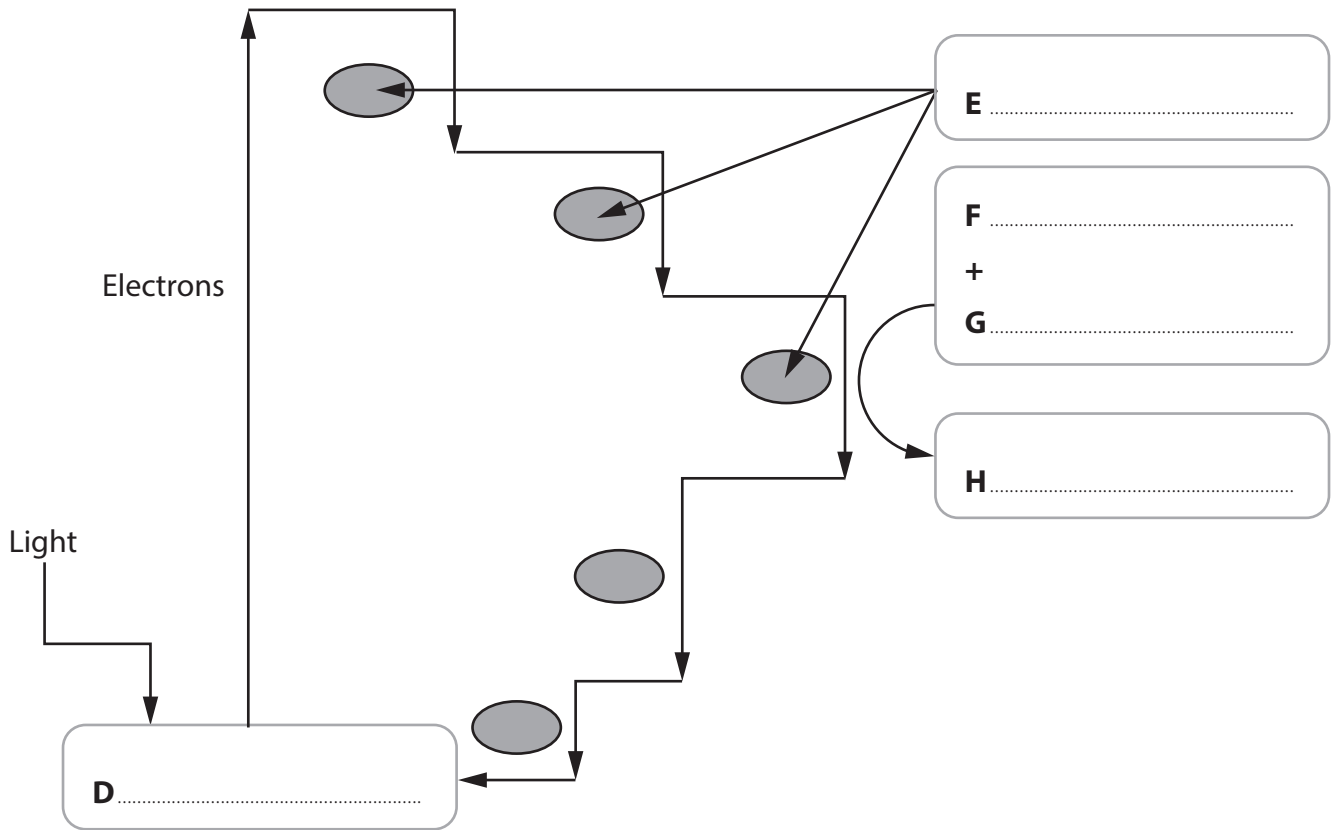 E ............................................................
F ............................................................
+
G ............................................................
Electrons
H ............................................................
Light
D ............................................................